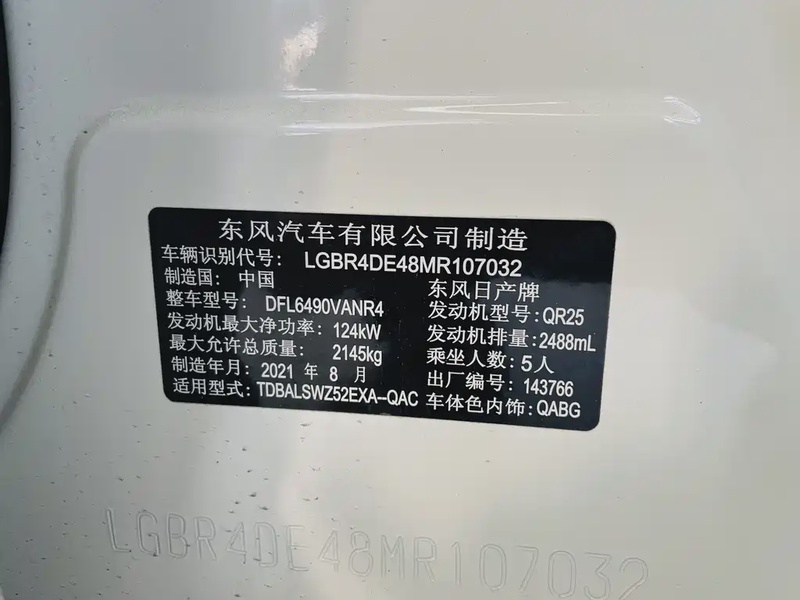 东风汽车有限公司制造
车辆识别代号: LGBR4DE48MR107032
制造国: 中国 东风日产牌
整车型号: DFL6490VANR4 发动机型号: QR25
发动机最大净功率: 124kW 发动机排量: 2488mL
最大允许总质量: 2145kg 乘坐人数: 5人
制造年月: 2021 年 8 月 出厂编号: 143766
适用型式: TDBALSWZ52EXA--QAC 车体色内饰: QABG
LGBR4DE48MR107032